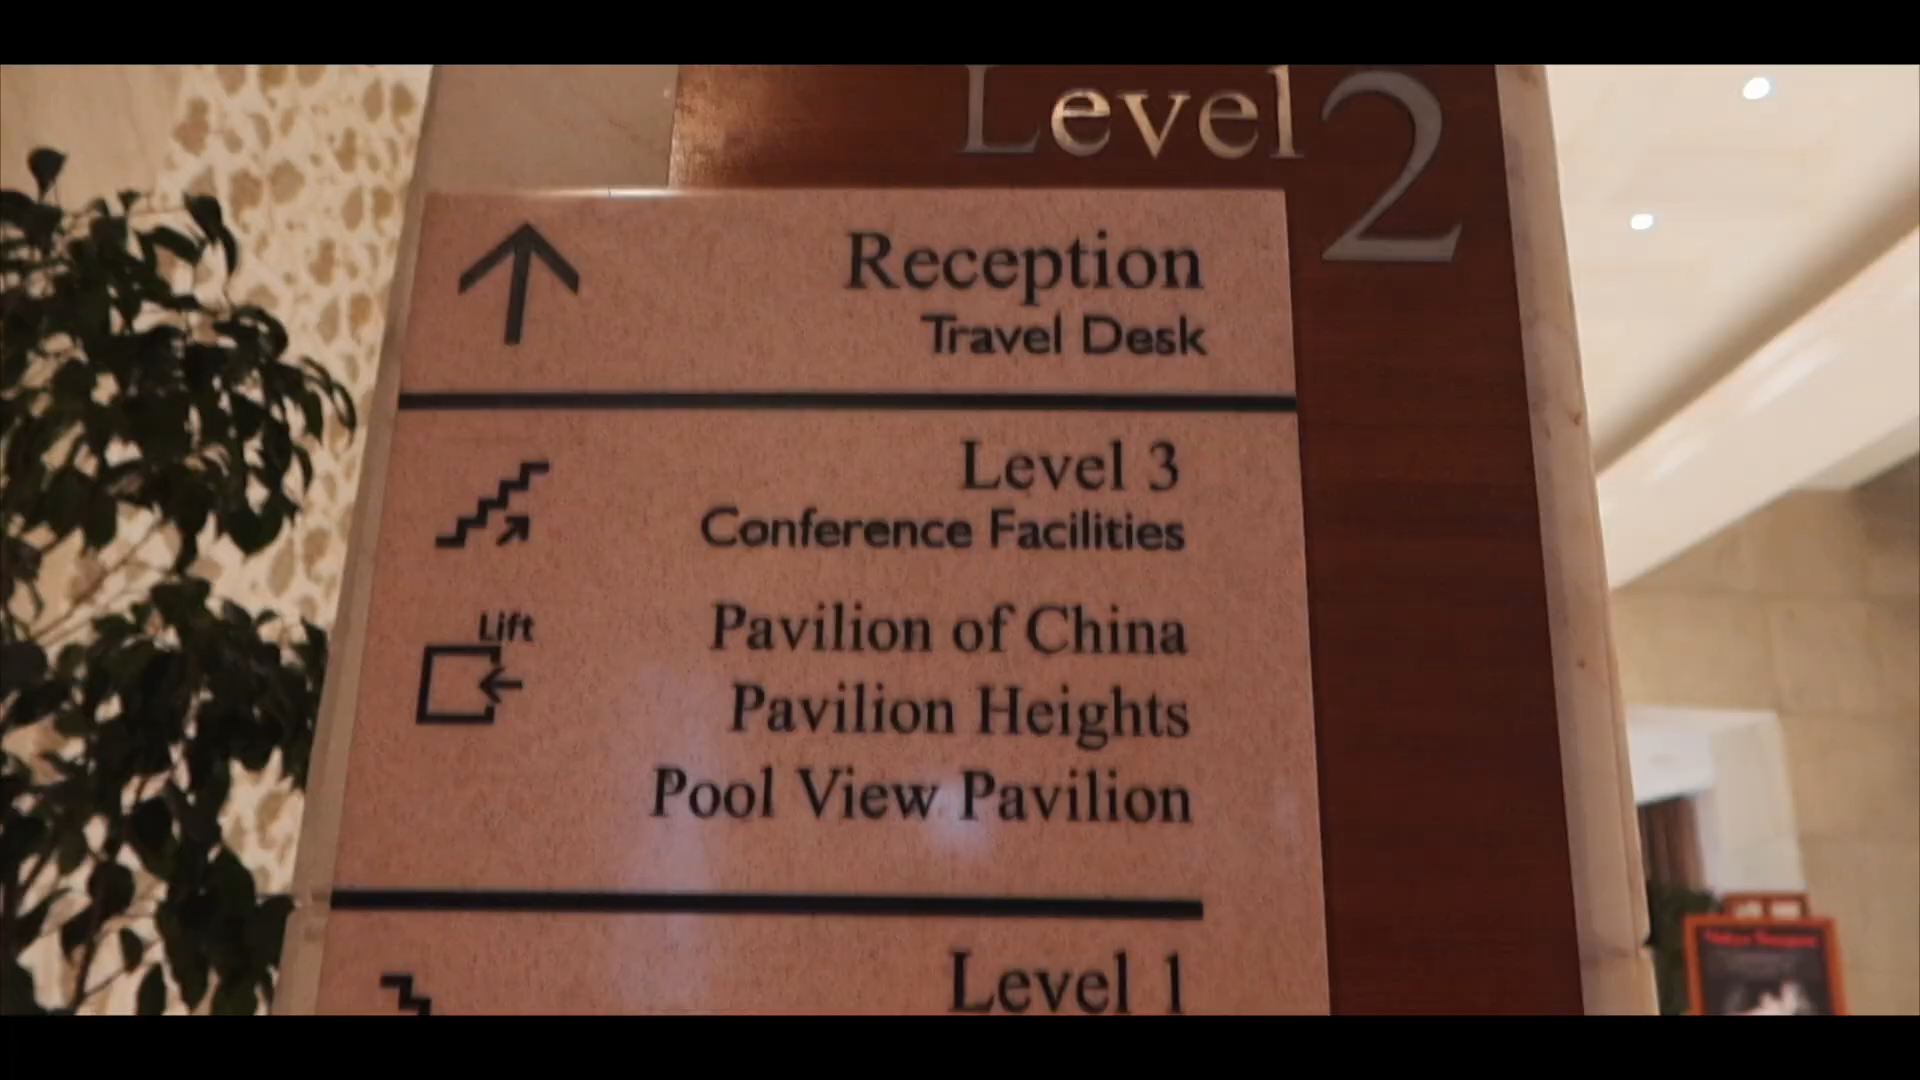 Level 2
Reception
Travel Desk
Level 3
Conference Facilities
Lift
Pavilion of China
Pavilion Heights
Pool View Pavilion
Level 1